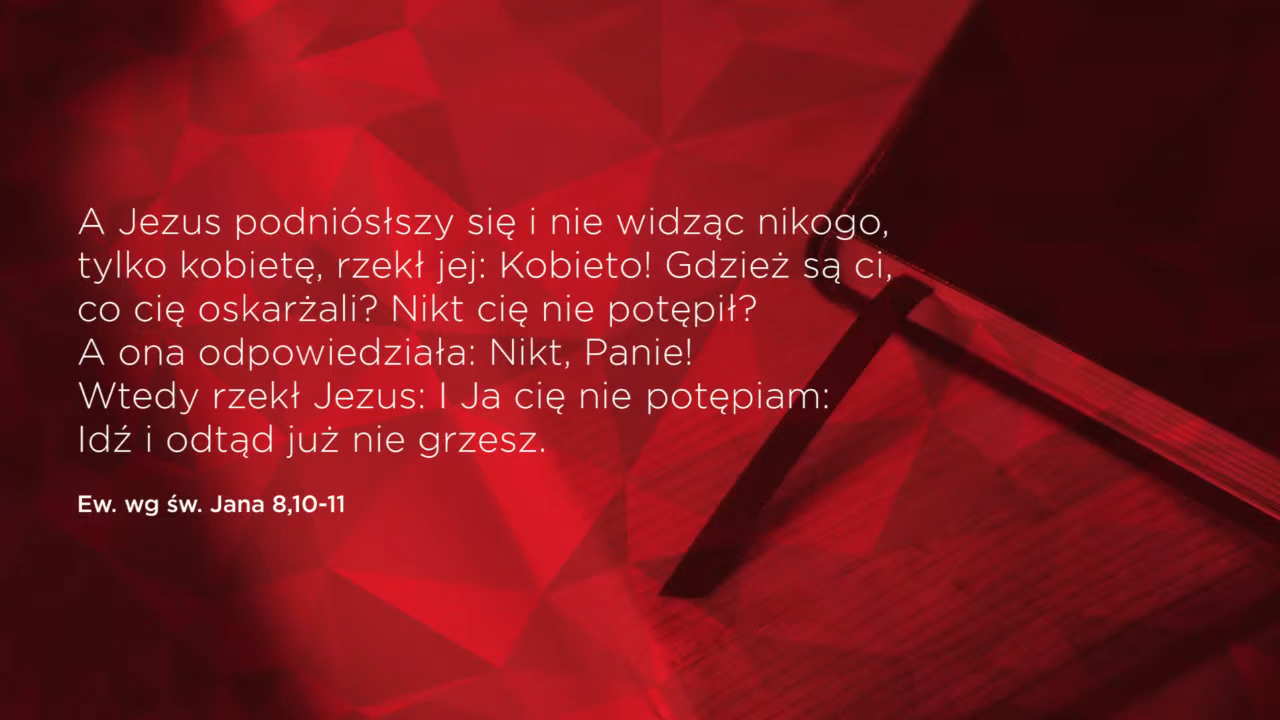 A Jezus podniósłszy się i nie widząc nikogo,
tylko kobietę, rzekł jej: Kobieto! Gdzież są ci,
co cię oskarżali? Nikt cię nie potępił?
A ona odpowiedziała: Nikt, Panie!
Wtedy rzekł Jezus: I Ja cię nie potępiam:
Idź i odtąd już nie grzesz.
Ew. wg św. Jana 8,10-11